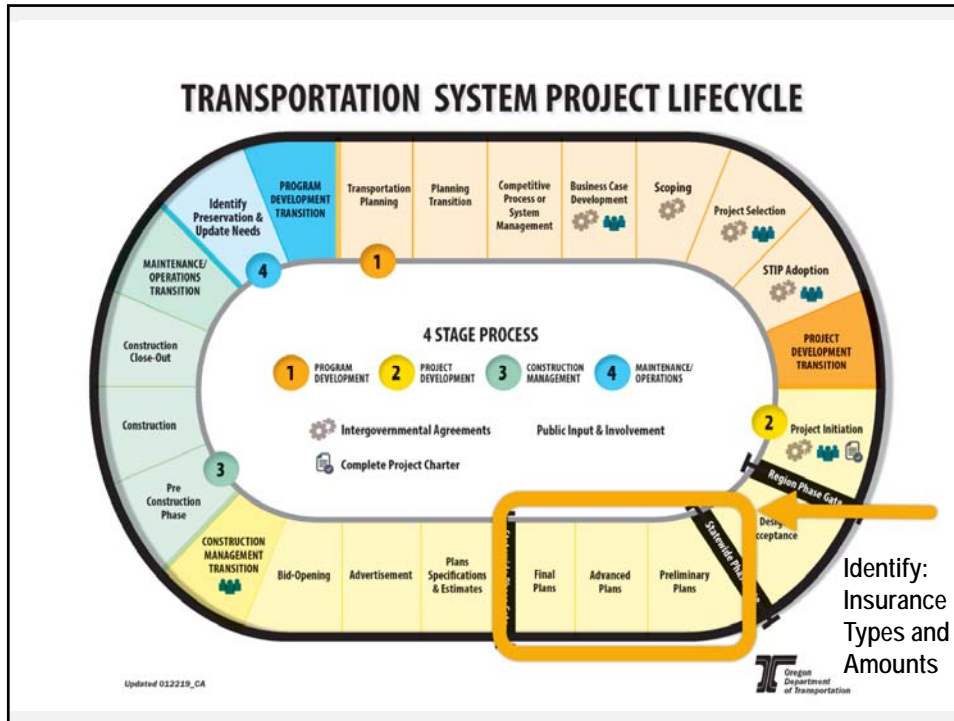 TRANSPORTATION SYSTEM PROJECT LIFECYCLE
Identify
Preservation &
Update Needs
PROGRAM
DEVELOPMENT
TRANSITION
Transportation
Planning
Planning
Transition
Competitive
Process or
System
Management
Business Case
Development
Scoping
Project Selection
STIP Adoption
PROJECT
DEVELOPMENT
TRANSITION
MAINTENANCE/
OPERATIONS
TRANSITION
4
1
Construction
Close-Out
Construction
3
Pre
Construction
Phase
4 STAGE PROCESS
1
PROGRAM
DEVELOPMENT
2
PROJECT
DEVELOPMENT
3
CONSTRUCTION
MANAGEMENT
4
MAINTENANCE/
OPERATIONS
Intergovernmental Agreements
Public Input & Involvement
Complete Project Charter
2
Project Initiation
Region Phase Gate
Statewide
CONSTRUCTION
MANAGEMENT
TRANSITION
Bid-Opening
Advertisement
Plans
Specifications
& Estimates
Final
Plans
Advanced
Plans
Preliminary
Plans
Identify:
Insurance
Types and
Amounts
Updated 012219_CA
Oregon
Department
of Transportation